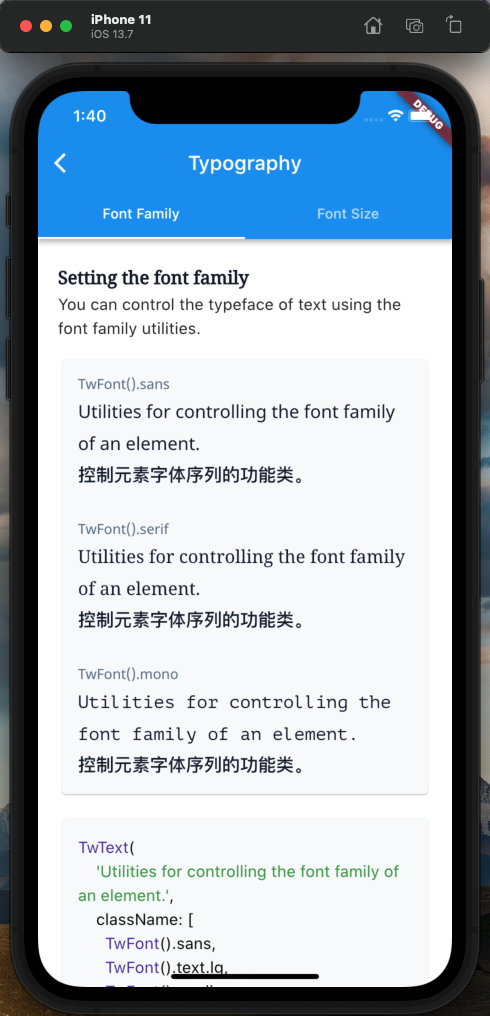 iPhone 11
iOS 13.7
1:40
DEBUG
Typography
Font Family
Font Size
Setting the font family
You can control the typeface of text using the
font family utilities.
TwFont().sans
Utilities for controlling the font family
of an element.
控制元素字体序列的功能类。
TwFont().serif
Utilities for controlling the font family
of an element.
控制元素字体序列的功能类。
TwFont().mono
Utilities for controlling the
font family of an element.
控制元素字体序列的功能类。
TwText(
'Utilities for controlling the font family of
an element.',
className: [
TwFont().sans,
TwFont().text.lg,